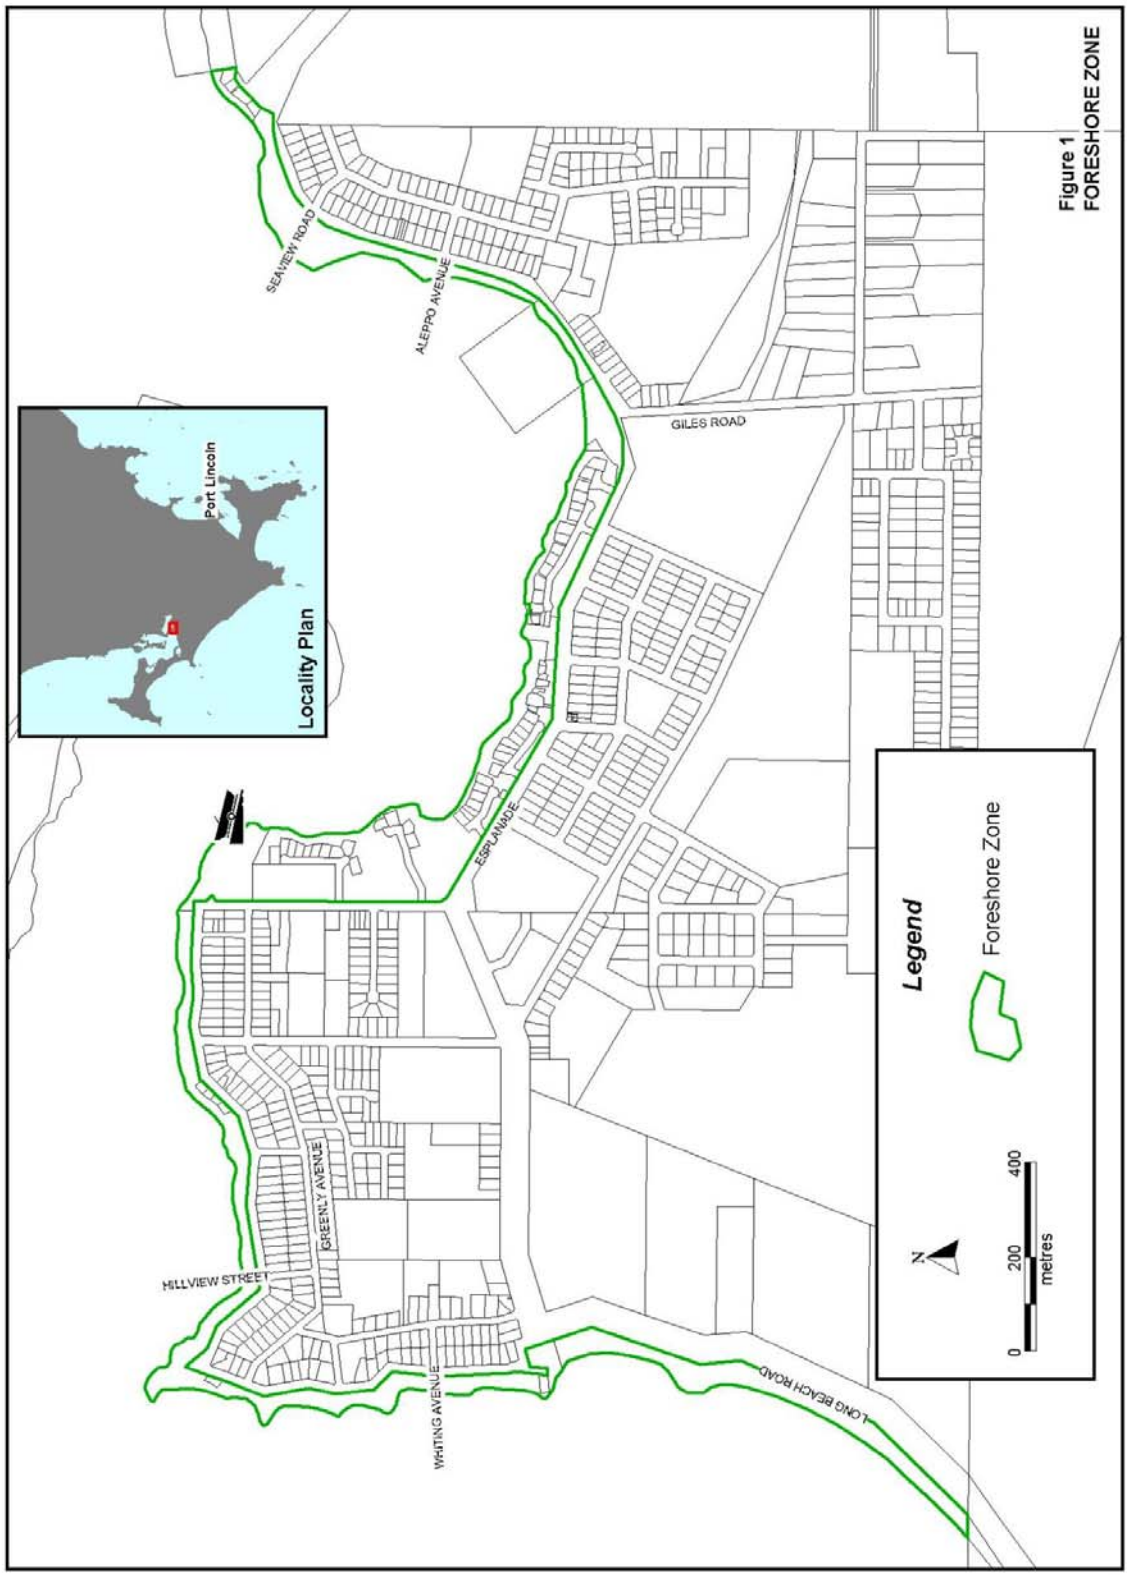 Port Lincoln
Locality Plan
SEAVIEW ROAD
ALEPPO AVENUE
GILES ROAD
ESPLANADE
GREENLY AVENUE
HILLVIEW STREET
WHITING AVENUE
LONG BEACH ROAD
Legend
Foreshore Zone
N
0 200 400
metres
Figure 1
FORESHORE ZONE